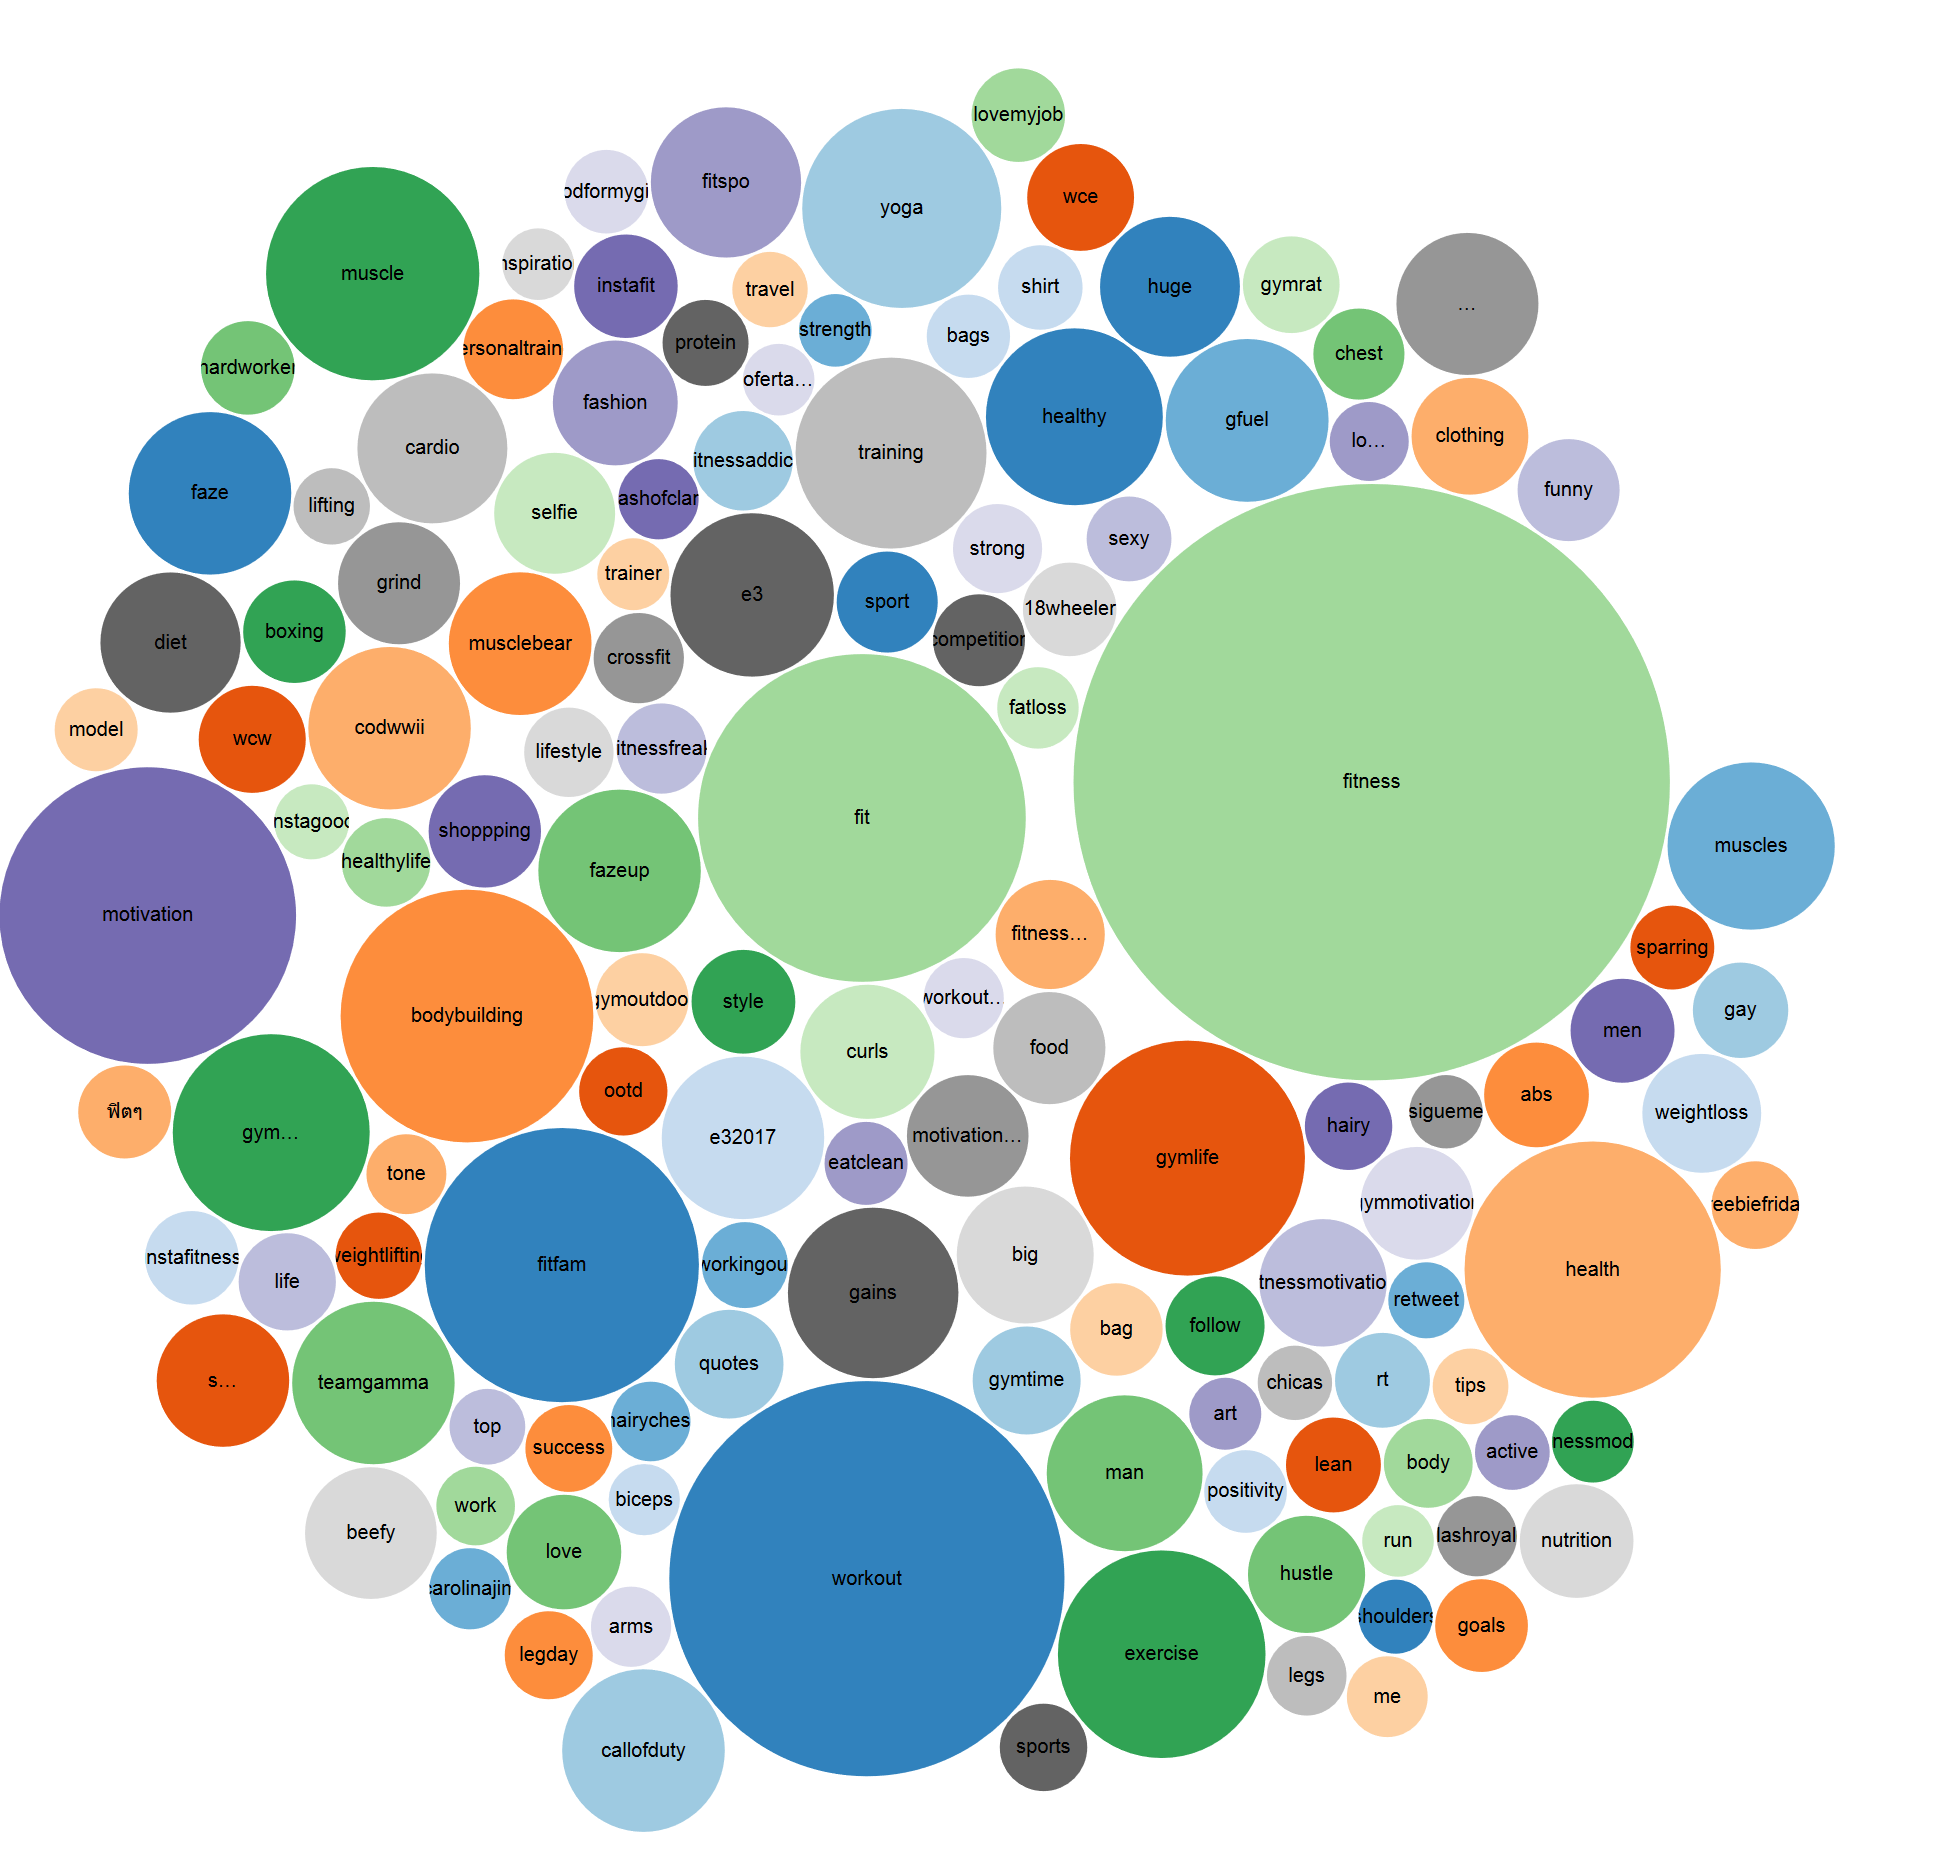 lovemyjob
fitspo
odformygi
wce
yoga
nspiratio
muscle
instafit
travel
shirt
huge
gymrat
…
strength
bags
protein
ersonaltrain
chest
hardworker
oferta…
fashion
healthy
gfuel
lo…
clothing
cardio
training
itnessaddic
faze
lifting
selfie
ashofclar
funny
sexy
strong
grind
trainer
e3
sport
18wheeler
boxing
diet
musclebear
crossfit
competition
fatloss
model
wcw
codwwii
lifestyle
itnessfreak
fitness
nstagood
healthylife
shoppping
fit
muscles
fazeup
motivation
fitness…
sparring
bodybuilding
gymoutdoo
style
workout…
gay
men
curls
food
ootd
abs
ฟิตๆ
gym…
e32017
motivation…
hairy
sigueme
weightloss
tone
eatclean
gymlife
gymmotivation
reebiefrida
nstafitness
life
weightlifting
fitfam
workingou
big
tnessmotivatio
health
gains
retweet
bag
follow
s…
teamgamma
quotes
gymtime
chicas
rt
tips
top
success
hairyches
art
man
lean
body
active
nessmod
work
biceps
positivity
beefy
love
run
lashroyal
nutrition
carolinajin
workout
hustle
shoulders
arms
legday
exercise
goals
legs
me
callofduty
sports